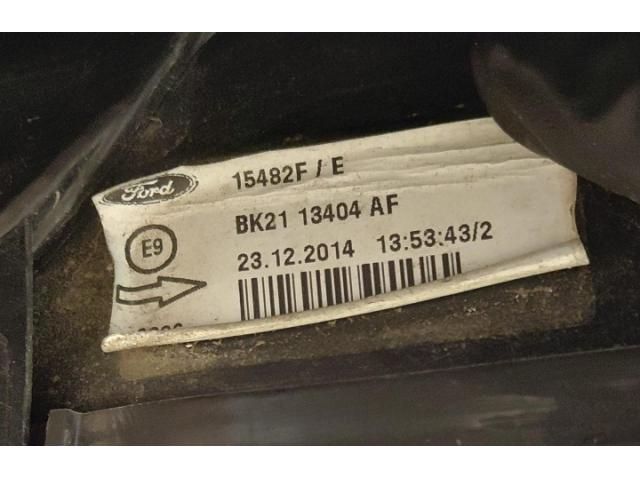 Ford
15482F / E
BK21 13404 AF
E9
23.12.2014 13:53:43/2